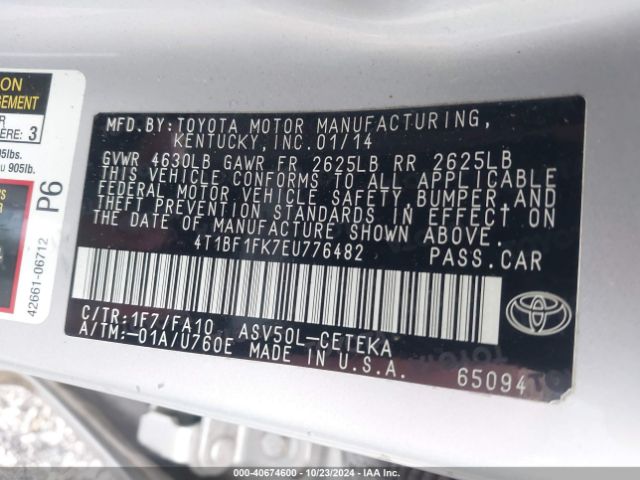 ON
GEMENT
R
ERE: 3
5lbs.
u 905lb.
42661-06712
P6
MFD.BY:TOYOTA MOTOR MANUFACTURING,
KENTUCKY,INC.01/14
GVWR 4630LB GAWR FR 2625LB RR 2625LB
THIS VEHICLE CONFORMS TO ALL APPLICABLE
FEDERAL MOTOR VEHICLE SAFETY,BUMPER,AND
THEFT PREVENTION STANDARDS IN EFFECT ON
THE DATE OF MANUFACTURE SHOWN ABOVE.
4T1BF1FK7EU776482 PASS.CAR
C/TR:1F7/FA10 ASV50L-CETEKA
A/TM:-01A/U760E MADE IN U.S.A.
65094
000-40674600 - 10/23/2024 - IAA Inc.